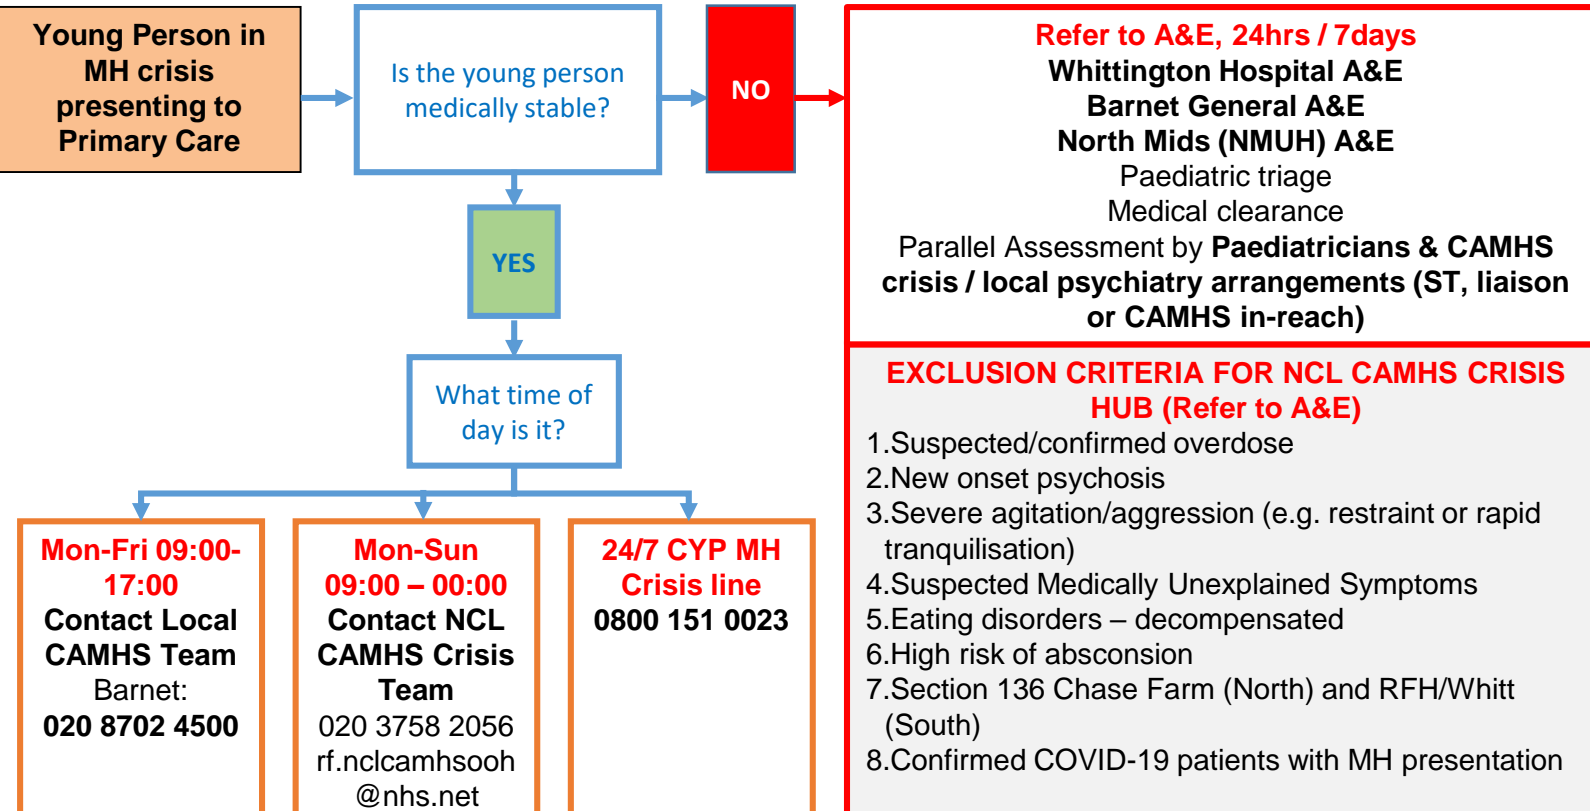 Young Person in
MH crisis
presenting to
Primary Care
Is the young person
medically stable?
NO
YES
What time of
day is it?
Mon-Fri 09:00-
17:00
Contact Local
CAMHS Team
Barnet:
020 8702 4500
Mon-Sun
09:00 – 00:00
Contact NCL
CAMHS Crisis
Team
020 3758 2056
rf.nclcamhsooh
@nhs.net
24/7 CYP MH
Crisis line
0800 151 0023
Refer to A&E, 24hrs / 7days
Whittington Hospital A&E
Barnet General A&E
North Mids (NMUH) A&E
Paediatric triage
Medical clearance
Parallel Assessment by Paediatricians & CAMHS
crisis / local psychiatry arrangements (ST, liaison
or CAMHS in-reach)
EXCLUSION CRITERIA FOR NCL CAMHS CRISIS
HUB (Refer to A&E)
1.Suspected/confirmed overdose
2.New onset psychosis
3.Severe agitation/aggression (e.g. restraint or rapid
tranquilisation)
4.Suspected Medically Unexplained Symptoms
5.Eating disorders – decompensated
6.High risk of absconsion
7.Section 136 Chase Farm (North) and RFH/Whitt
(South)
8.Confirmed COVID-19 patients with MH presentation